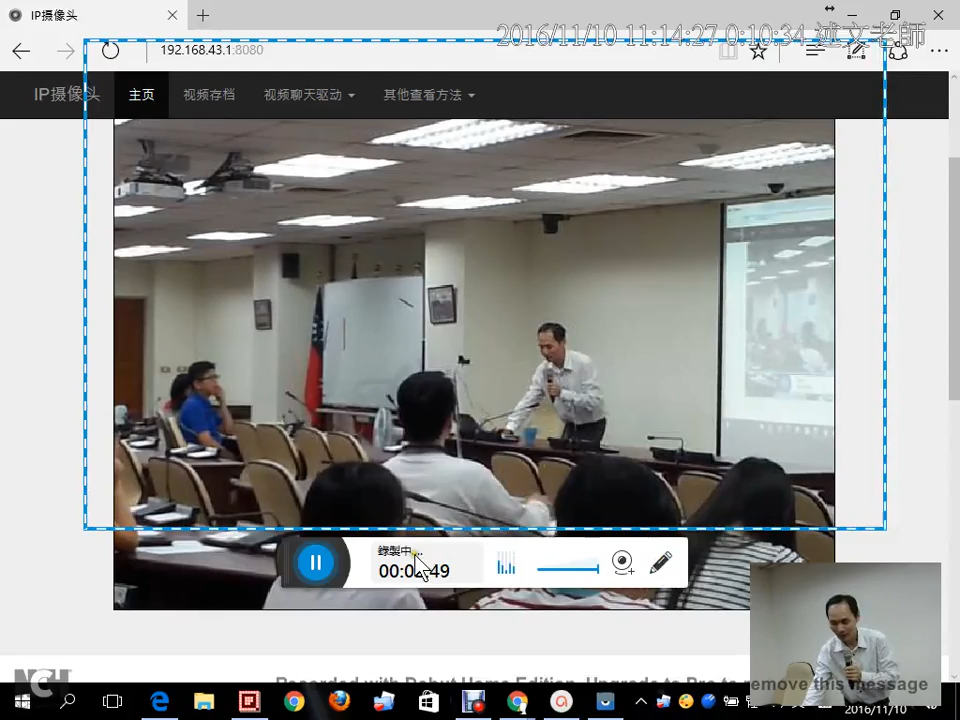 IP摄像头
2016/11/10 11:14:27 0:10:34 述文老師
192.168.43.1:8080
IP摄像头 主页 视频存档 视频聊天驱动 其他查看方法
錄製中...
NCH
Recorded with Debut Home Edition. Upgrade to Pro to remove this message
2016/11/10